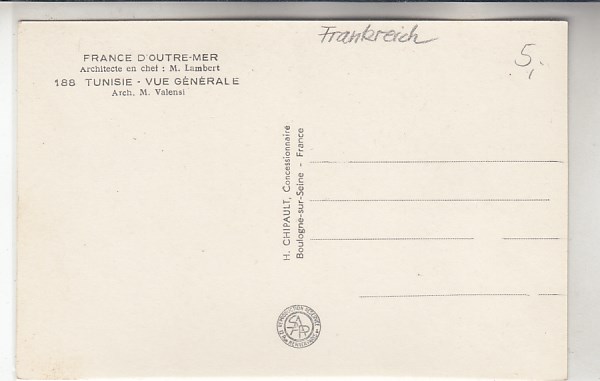 Frankreich
5,
FRANCE D'OUTRE-MER
Architecte en chef : M. Lambert
188 TUNISIE - VUE GÉNÉRALE
Arch. M. Valensi
H. CHIPAULT, Concessionnaire
Boulogne-sur-Seine - France
REPRODUCTION